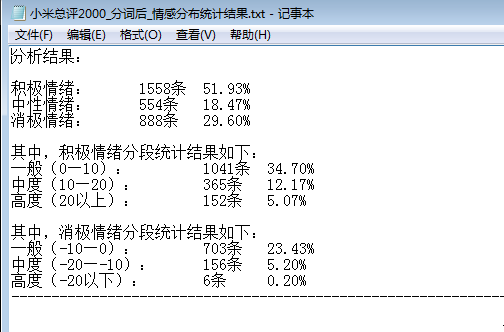 小米总评2000_分词后_情感分布统计结果.txt - 记事本
文件(F) 编辑(E) 格式(O) 查看(V) 帮助(H)
分析结果：
积极情绪： 1558条 51.93%
中性情绪： 554条 18.47%
消极情绪： 888条 29.60%
其中，积极情绪分段统计结果如下：
一般（0—10）： 1041条 34.70%
中度（10—20）： 365条 12.17%
高度（20以上）： 152条 5.07%
其中，消极情绪分段统计结果如下：
一般（-10—0）： 703条 23.43%
中度（-20—-10）： 156条 5.20%
高度（-20以下）： 6条 0.20%